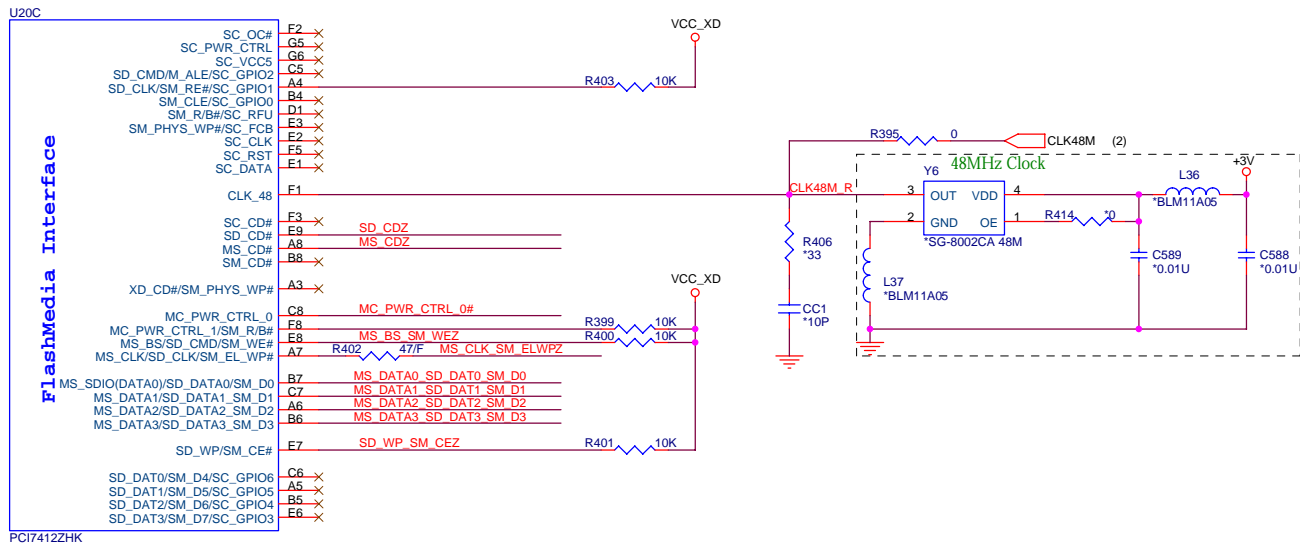 U20C
SC_OC# F2
SC_PWR_CTRL G5
SC_VCC5 G6
SD_CMD/M_ALE/SC_GPIO2 C5
SD_CLK/SM_RE#/SC_GPIO1 A4
SM_CLE/SC_GPIO0 B4
SM_R/B#/SC_RFU D1
SM_PHYS_WP#/SC_FCB E3
SC_CLK E2
SC_RST F5
SC_DATA E1
CLK_48 F1
SC_CD# F3
SD_CD# E9 SD_CDZ
MS_CD# A8 MS_CDZ
SM_CD# B8
XD_CD#/SM_PHYS_WP# A3
MC_PWR_CTRL_0 C8 MC_PWR_CTRL_0#
MC_PWR_CTRL_1/SM_R/B# F8 R399 10K
MS_BS/SD_CMD/SM_WE# E8 MS_BS_SM_WEZ R400 10K
MS_CLK/SD_CLK/SM_EL_WP# A7 R402 47/F MS_CLK_SM_ELWPZ
MS_SDIO(DATA0)/SD_DATA0/SM_D0 B7 MS_DATA0_SD_DAT0_SM_D0
MS_DATA1/SD_DATA1_SM_D1 C7 MS_DATA1_SD_DAT1_SM_D1
MS_DATA2/SD_DATA2_SM_D2 A6 MS_DATA2_SD_DAT2_SM_D2
MS_DATA3/SD_DATA3_SM_D3 B6 MS_DATA3_SD_DAT3_SM_D3
SD_WP/SM_CE# E7 SD_WP_SM_CEZ R401 10K
SD_DAT0/SM_D4/SC_GPIO6 C6
SD_DAT1/SM_D5/SC_GPIO5 A5
SD_DAT2/SM_D6/SC_GPIO4 B5
SD_DAT3/SM_D7/SC_GPIO3 E6
FlashMedia Interface
PCI7412ZHK
VCC_XD
R403 10K
VCC_XD
R395 0
CLK48M (2)
48MHz Clock
+3V
CLK48M_R
Y6
3 OUT VDD 4
2 GND OE 1
*SG-8002CA 48M
L36
*BLM11A05
R414 *0
R406
*33
CC1
*10P
L37
*BLM11A05
C589
*0.01U
C588
*0.01U